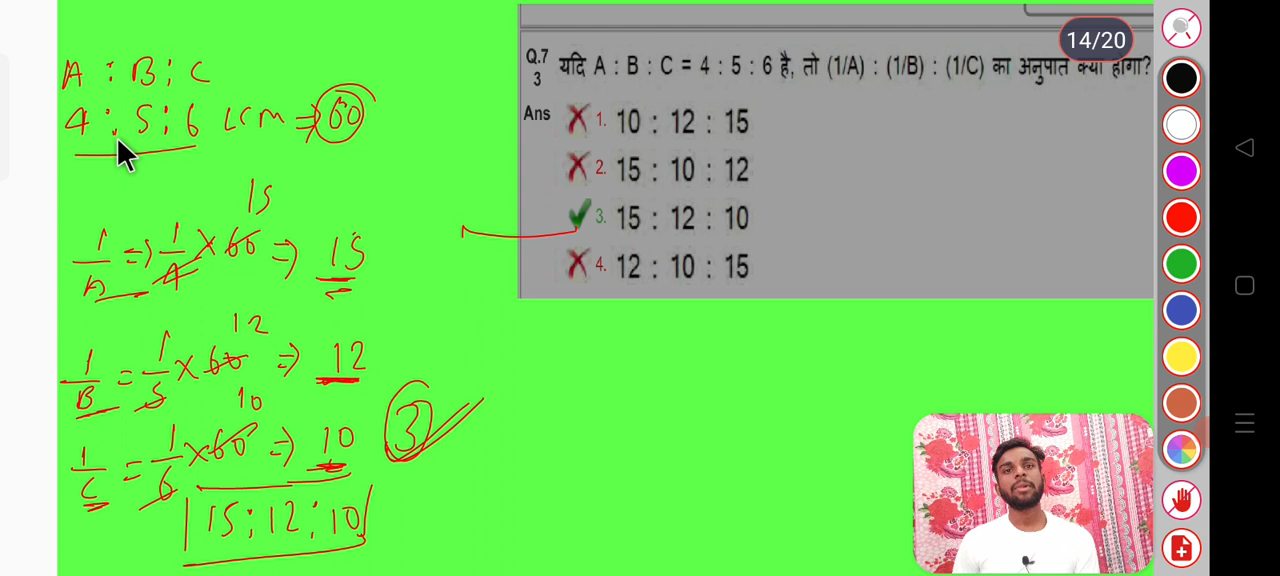 14/20
Q.7
3
यदि A : B : C = 4 : 5 : 6 है, तो (1/A) : (1/B) : (1/C) का अनुपात क्या होगा?
Ans
1. 10 : 12 : 15
2. 15 : 10 : 12
3. 15 : 12 : 10
4. 12 : 10 : 15
A : B : C
4 : 5 : 6 LCM ⇒ 60
15
1/A ⇒ 1/4 × 60 ⇒ 15
12
1/B = 1/5 × 60 ⇒ 12
10
1/C = 1/6 × 60 ⇒ 10
3
15 : 12 : 10